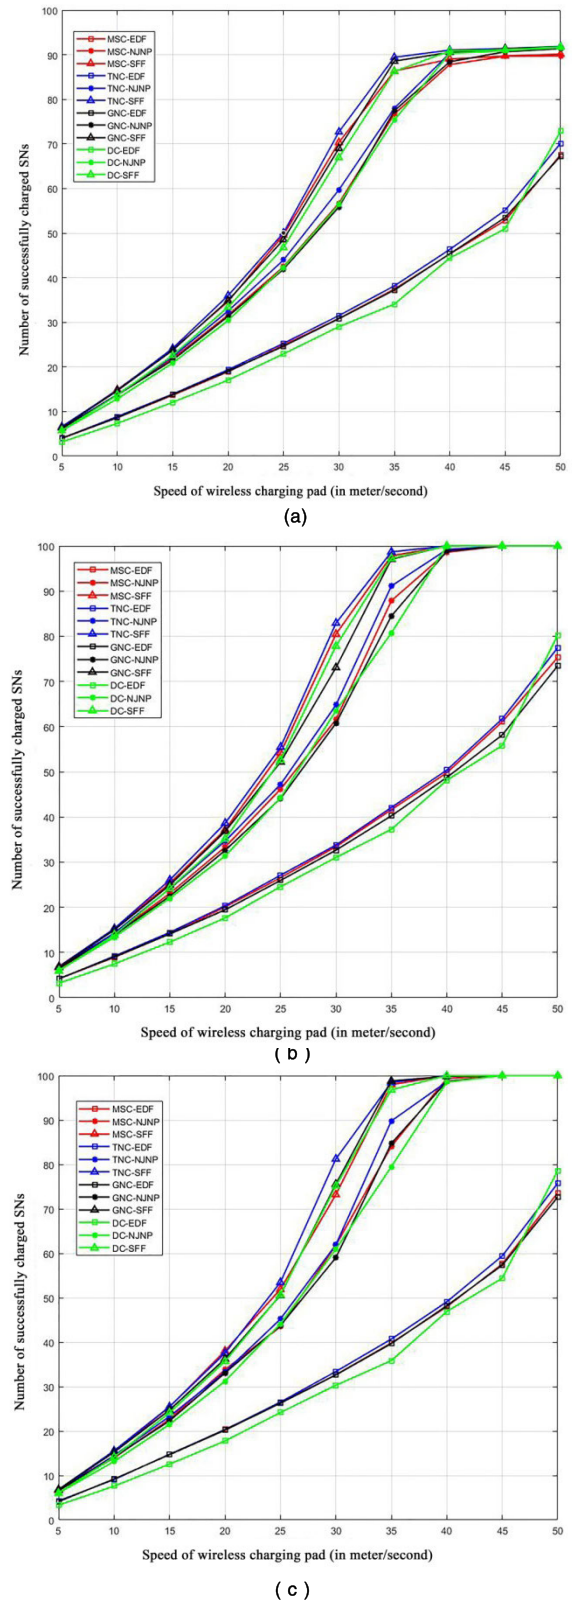 100
90
80
70
60
50
40
30
20
10
0
Number of successfully charged SNs
MSC-EDF
MSC-NJNP
MSC-SFF
TNC-EDF
TNC-NJNP
TNC-SFF
GNC-EDF
GNC-NJNP
GNC-SFF
DC-EDF
DC-NJNP
DC-SFF
5 10 15 20 25 30 35 40 45 50
Speed of wireless charging pad (in meter/second)
(a)
100
90
80
70
60
50
40
30
20
10
0
Number of successfully charged SNs
MSC-EDF
MSC-NJNP
MSC-SFF
TNC-EDF
TNC-NJNP
TNC-SFF
GNC-EDF
GNC-NJNP
GNC-SFF
DC-EDF
DC-NJNP
DC-SFF
5 10 15 20 25 30 35 40 45 50
Speed of wireless charging pad (in meter/second)
( b )
100
90
80
70
60
50
40
30
20
10
0
Number of successfully charged SNs
MSC-EDF
MSC-NJNP
MSC-SFF
TNC-EDF
TNC-NJNP
TNC-SFF
GNC-EDF
GNC-NJNP
GNC-SFF
DC-EDF
DC-NJNP
DC-SFF
5 10 15 20 25 30 35 40 45 50
Speed of wireless charging pad (in meter/second)
( c )